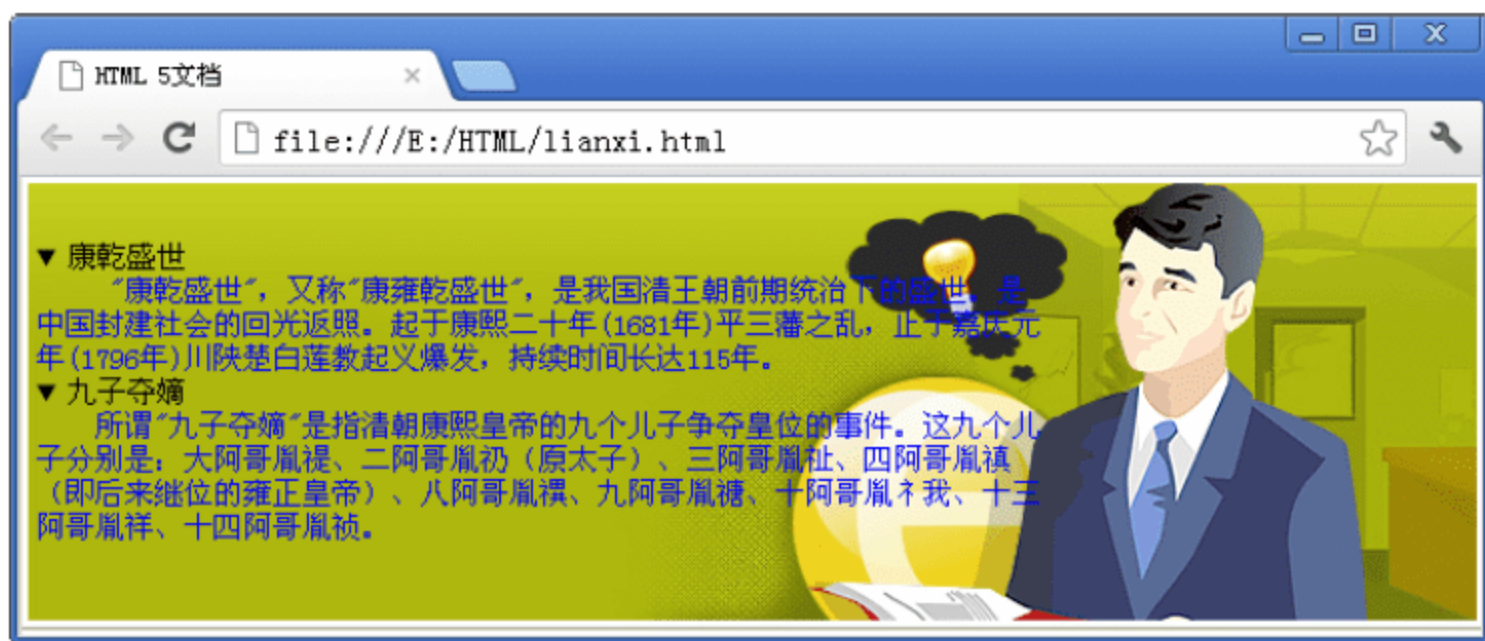 HTML 5文档
file:///E:/HTML/lianxi.html
▼ 康乾盛世
"康乾盛世"，又称"康雍乾盛世"，是我国清王朝前期统治下的盛世。是
中国封建社会的回光返照。起于康熙二十年(1681年)平三藩之乱，止于嘉庆元
年(1796年)川陕楚白莲教起义爆发，持续时间长达115年。
▼ 九子夺嫡
所谓"九子夺嫡"是指清朝康熙皇帝的九个儿子争夺皇位的事件。这九个儿
子分别是：大阿哥胤禔、二阿哥胤礽（原太子）、三阿哥胤祉、四阿哥胤禛
（即后来继位的雍正皇帝）、八阿哥胤禩、九阿哥胤禟、十阿哥胤礻我、十三
阿哥胤祥、十四阿哥胤祯。